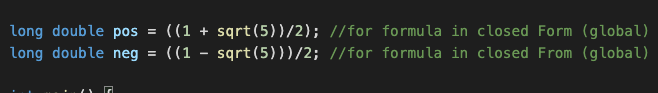 long double pos = ((1 + sqrt(5))/2); //for formula in closed Form (global)
long double neg = ((1 - sqrt(5)))/2; //for formula in closed From (global)